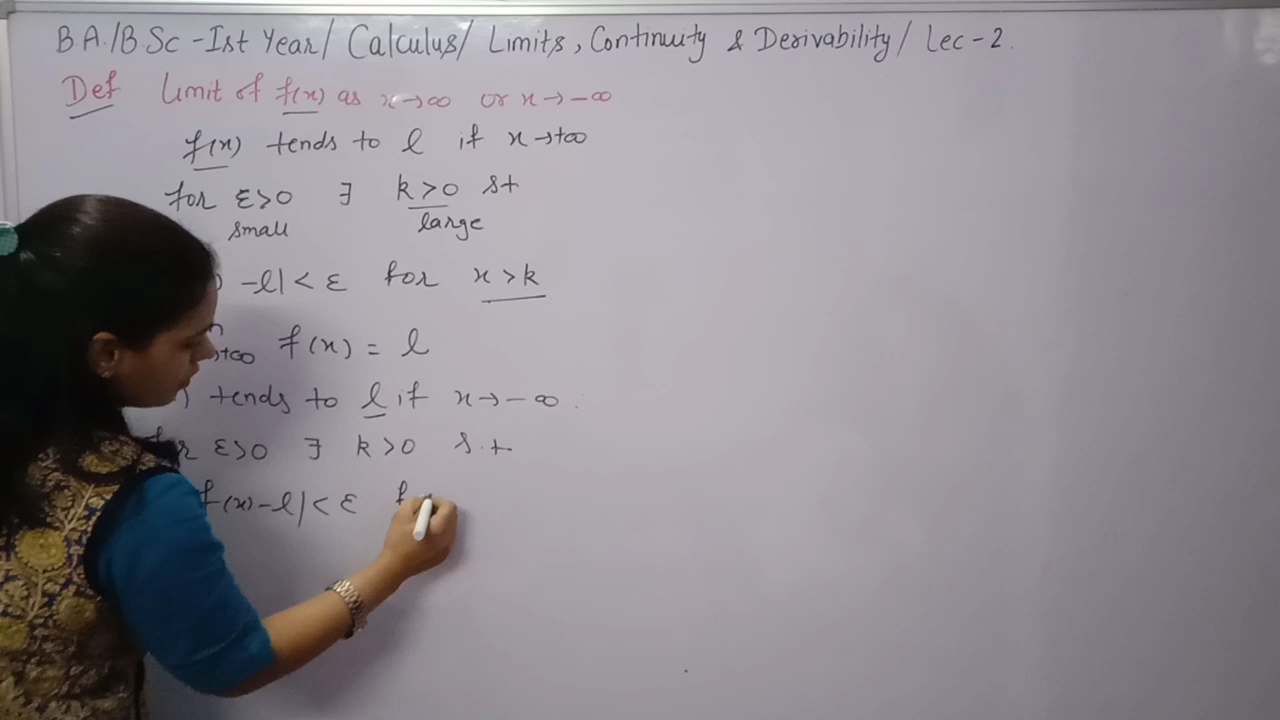 B.A./B.Sc - Ist Year/ Calculus/ Limits, Continuity & Derivability/ Lec-2.
Def Limit of f(x) as x→∞ or x→-∞
f(x) tends to l if x→+∞
for ε>0 ∃ k>0 st
small large
) -l|< ε for x>k
+∞ f(x) = l
) tends to l if x→-∞.
r ε>0 ∃ k>0 s.t
f(x)-l|< ε f